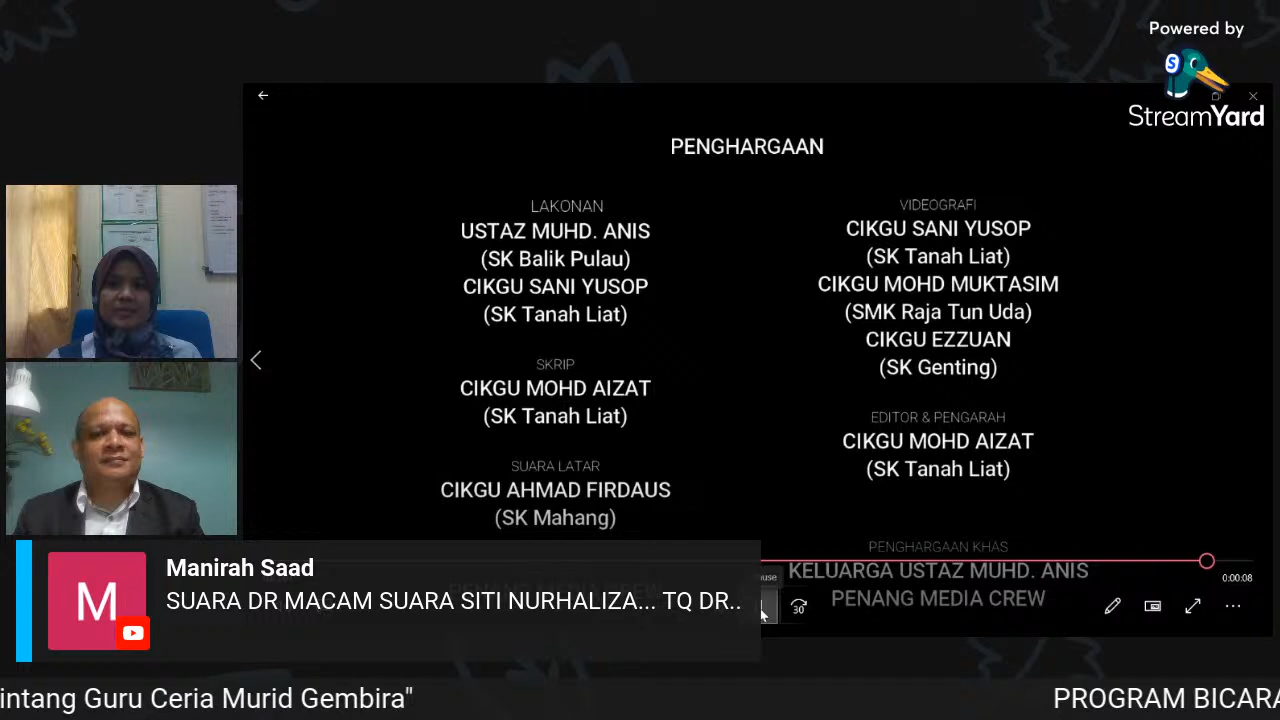 Powered by
StreamYard
PENGHARGAAN
LAKONAN
USTAZ MUHD. ANIS
(SK Balik Pulau)
CIKGU SANI YUSOP
(SK Tanah Liat)
SKRIP
CIKGU MOHD AIZAT
(SK Tanah Liat)
SUARA LATAR
CIKGU AHMAD FIRDAUS
(SK Mahang)
VIDEOGRAFI
CIKGU SANI YUSOP
(SK Tanah Liat)
CIKGU MOHD MUKTASIM
(SMK Raja Tun Uda)
CIKGU EZZUAN
(SK Genting)
EDITOR & PENGARAH
CIKGU MOHD AIZAT
(SK Tanah Liat)
PENGHARGAAN KHAS
KELUARGA USTAZ MUHD. ANIS
PENANG MEDIA CREW
0:00:08
30
M
Manirah Saad
SUARA DR MACAM SUARA SITI NURHALIZA... TQ DR..
intang Guru Ceria Murid Gembira"
PROGRAM BICARA